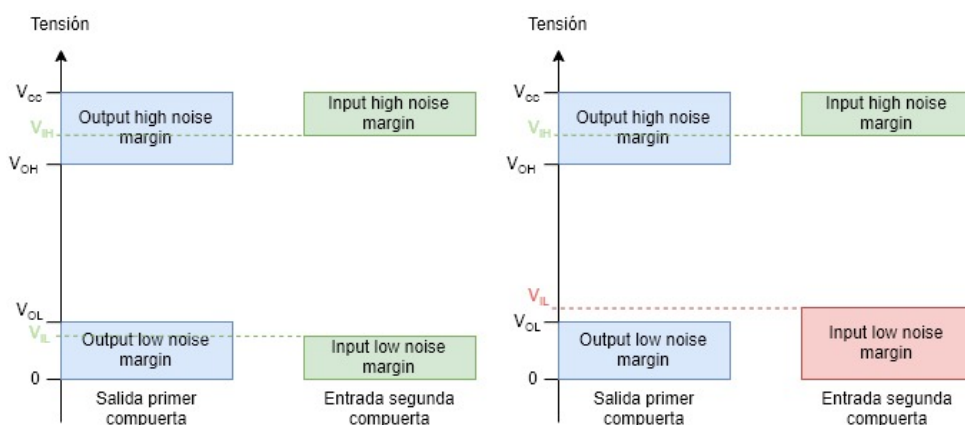 Tensión
V_CC
Output high noise
margin
V_IH
V_OH
Input high noise
margin
V_OL
V_IL
Output low noise
margin
0
Input low noise
margin
Salida primer
compuerta
Entrada segunda
compuerta
Tensión
V_CC
Output high noise
margin
V_IH
V_OH
Input high noise
margin
V_IL
V_OL
Output low noise
margin
0
Input low noise
margin
Salida primer
compuerta
Entrada segunda
compuerta